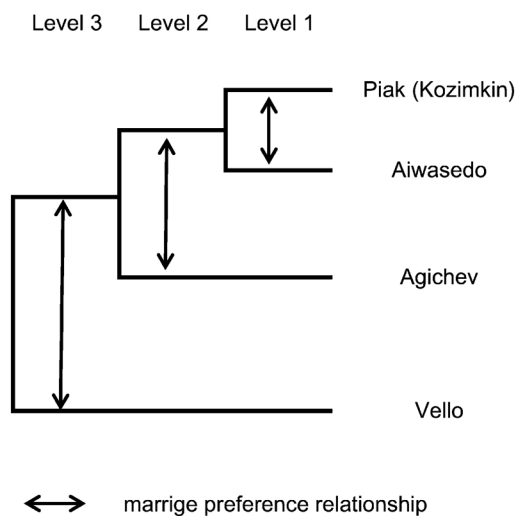 Level 3 Level 2 Level 1
Piak (Kozimkin)
Aiwasedo
Agichev
Vello
marrige preference relationship